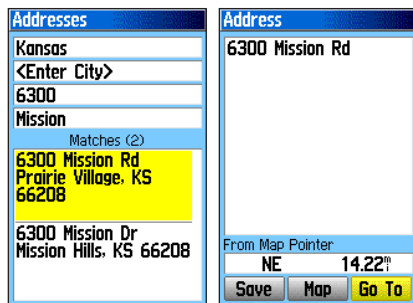 Addresses
Kansas
<Enter City>
6300
Mission
Matches (2)
6300 Mission Rd
Prairie Village, KS
66208
6300 Mission Dr
Mission Hills, KS 66208
Address
6300 Mission Rd
From Map Pointer
NE 14.22mi
Save Map Go To